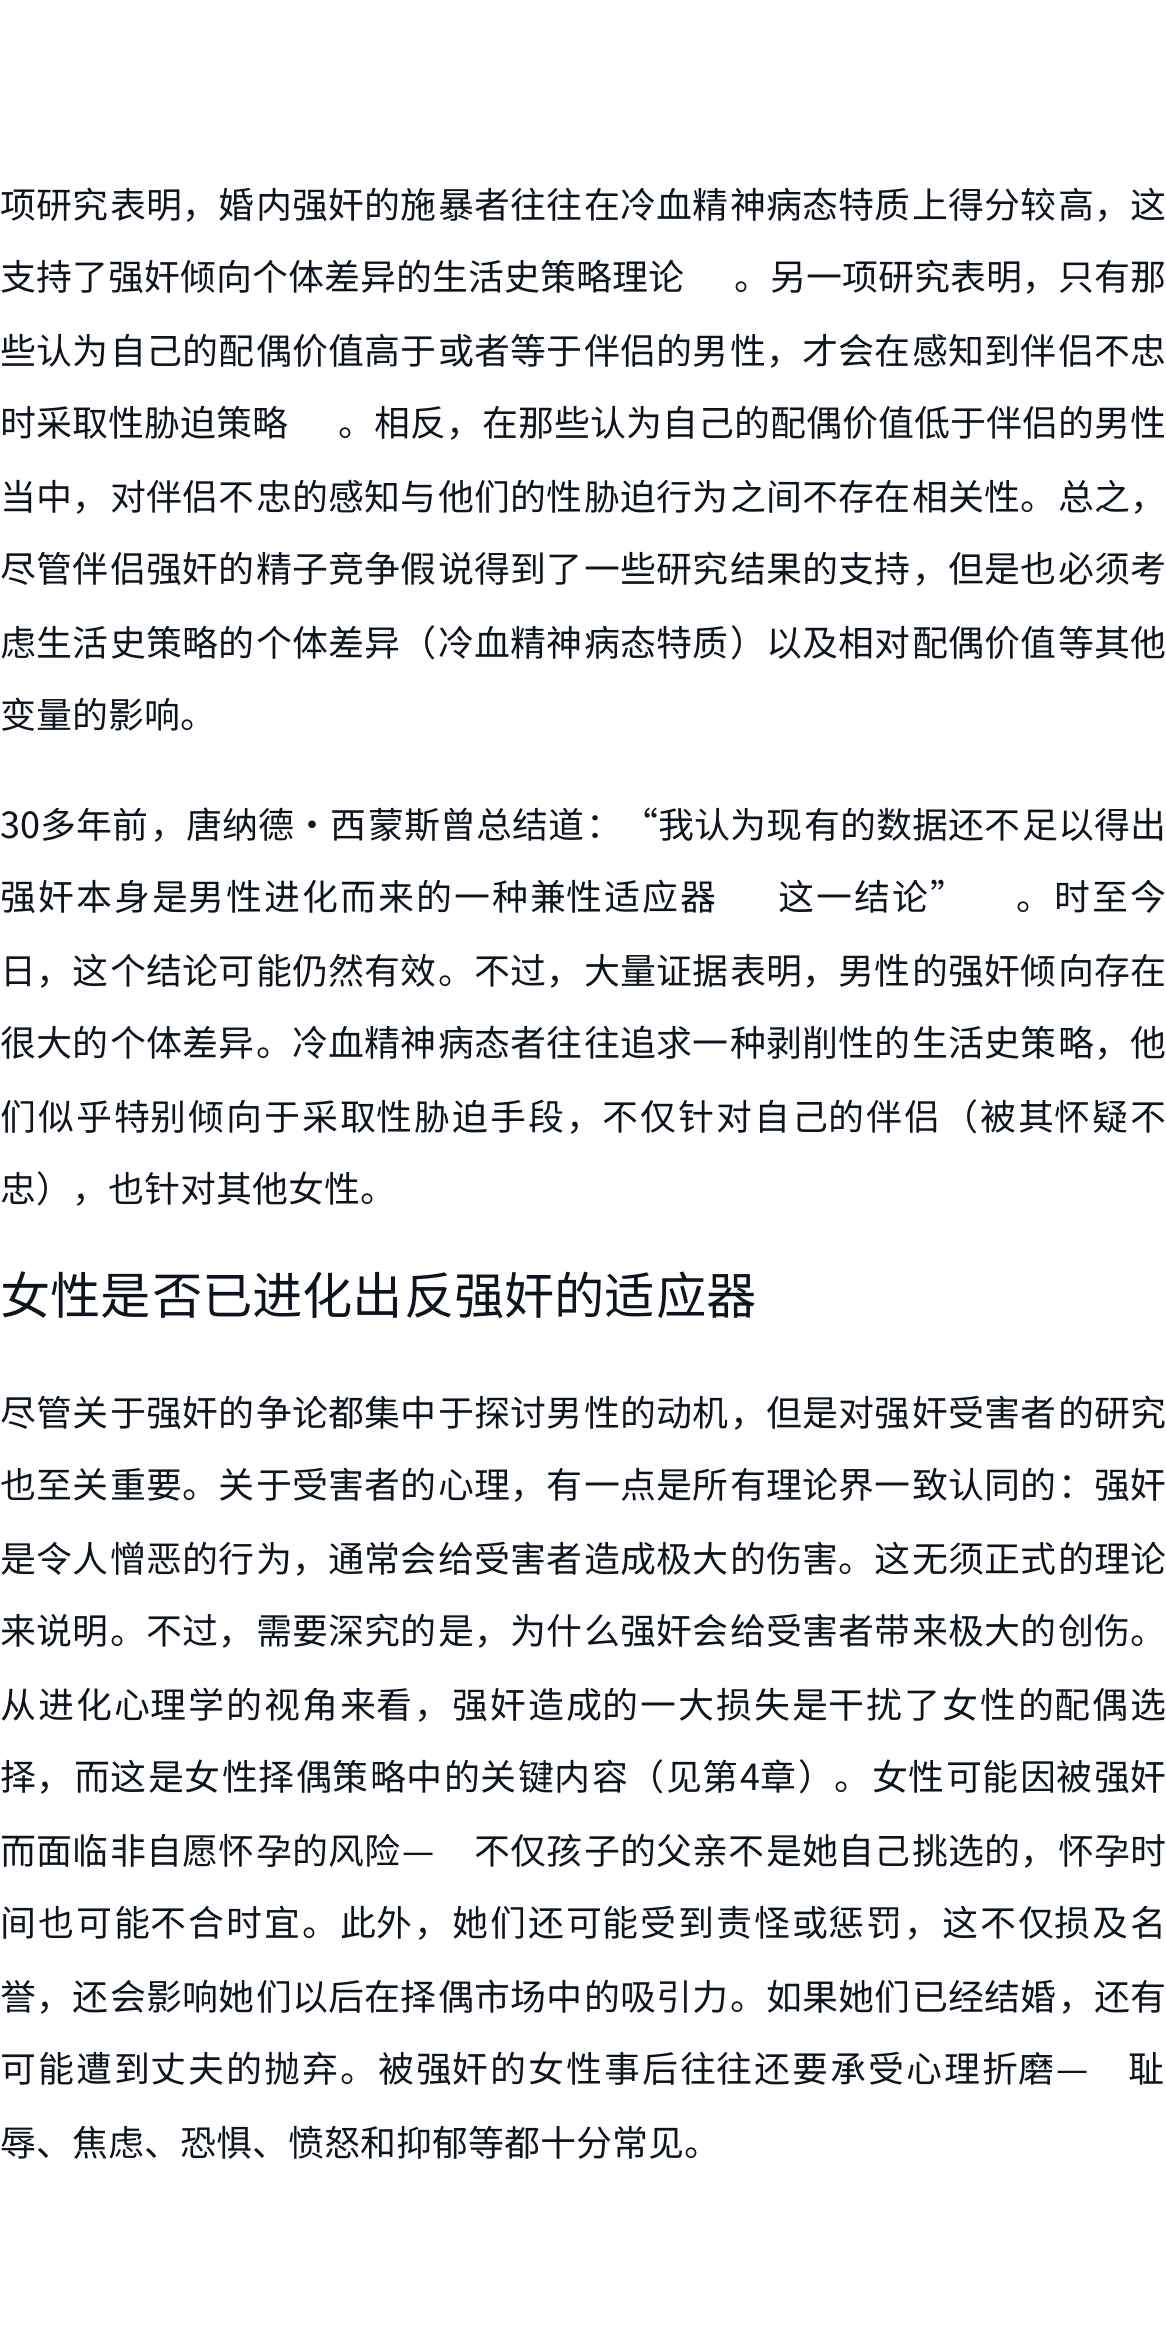 项研究表明，婚内强奸的施暴者往往在冷血精神病态特质上得分较高，这
支持了强奸倾向个体差异的生活史策略理论　。另一项研究表明，只有那
些认为自己的配偶价值高于或者等于伴侣的男性，才会在感知到伴侣不忠
时采取性胁迫策略　。相反，在那些认为自己的配偶价值低于伴侣的男性
当中，对伴侣不忠的感知与他们的性胁迫行为之间不存在相关性。总之，
尽管伴侣强奸的精子竞争假说得到了一些研究结果的支持，但是也必须考
虑生活史策略的个体差异（冷血精神病态特质）以及相对配偶价值等其他
变量的影响。
30多年前，唐纳德·西蒙斯曾总结道：“我认为现有的数据还不足以得出
强奸本身是男性进化而来的一种兼性适应器　这一结论”　。时至今
日，这个结论可能仍然有效。不过，大量证据表明，男性的强奸倾向存在
很大的个体差异。冷血精神病态者往往追求一种剥削性的生活史策略，他
们似乎特别倾向于采取性胁迫手段，不仅针对自己的伴侣（被其怀疑不
忠），也针对其他女性。
女性是否已进化出反强奸的适应器
尽管关于强奸的争论都集中于探讨男性的动机，但是对强奸受害者的研究
也至关重要。关于受害者的心理，有一点是所有理论界一致认同的：强奸
是令人憎恶的行为，通常会给受害者造成极大的伤害。这无须正式的理论
来说明。不过，需要深究的是，为什么强奸会给受害者带来极大的创伤。
从进化心理学的视角来看，强奸造成的一大损失是干扰了女性的配偶选
择，而这是女性择偶策略中的关键内容（见第4章）。女性可能因被强奸
而面临非自愿怀孕的风险—　不仅孩子的父亲不是她自己挑选的，怀孕时
间也可能不合时宜。此外，她们还可能受到责怪或惩罚，这不仅损及名
誉，还会影响她们以后在择偶市场中的吸引力。如果她们已经结婚，还有
可能遭到丈夫的抛弃。被强奸的女性事后往往还要承受心理折磨—　耻
辱、焦虑、恐惧、愤怒和抑郁等都十分常见。